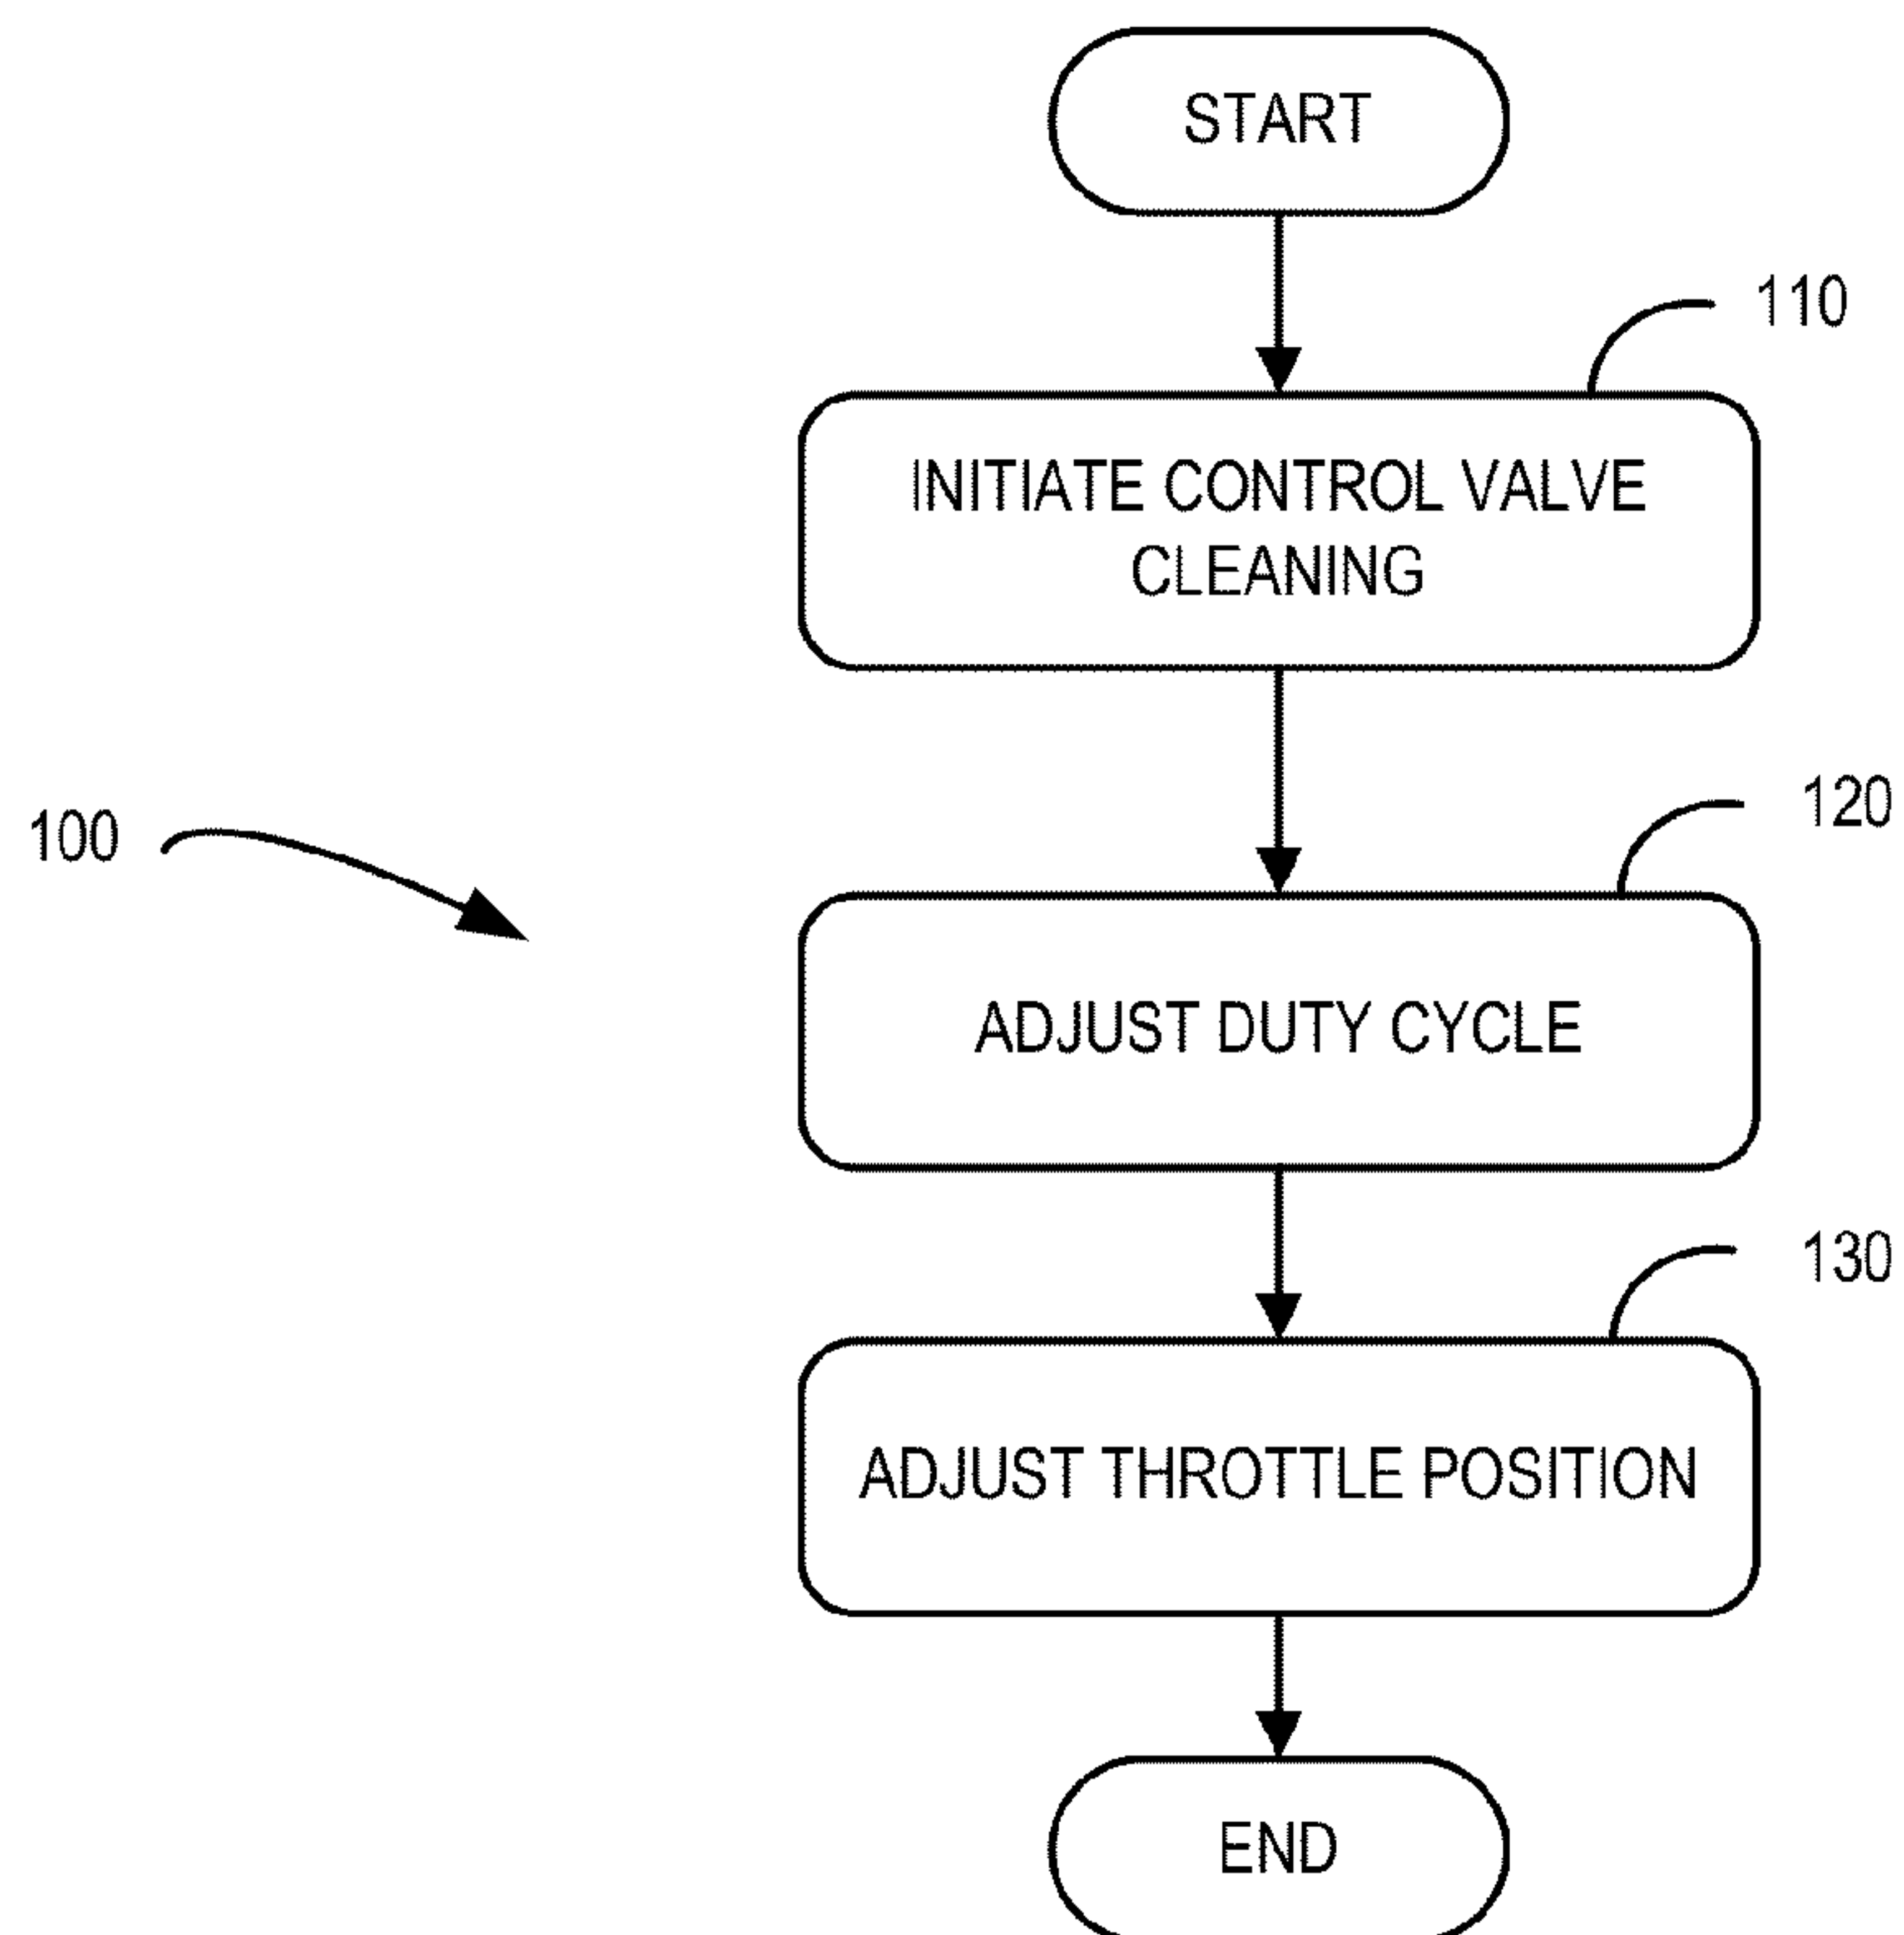 START
110
INITIATE CONTROL VALVE
CLEANING
120
100
ADJUST DUTY CYCLE
130
ADJUST THROTTLE POSITION
END